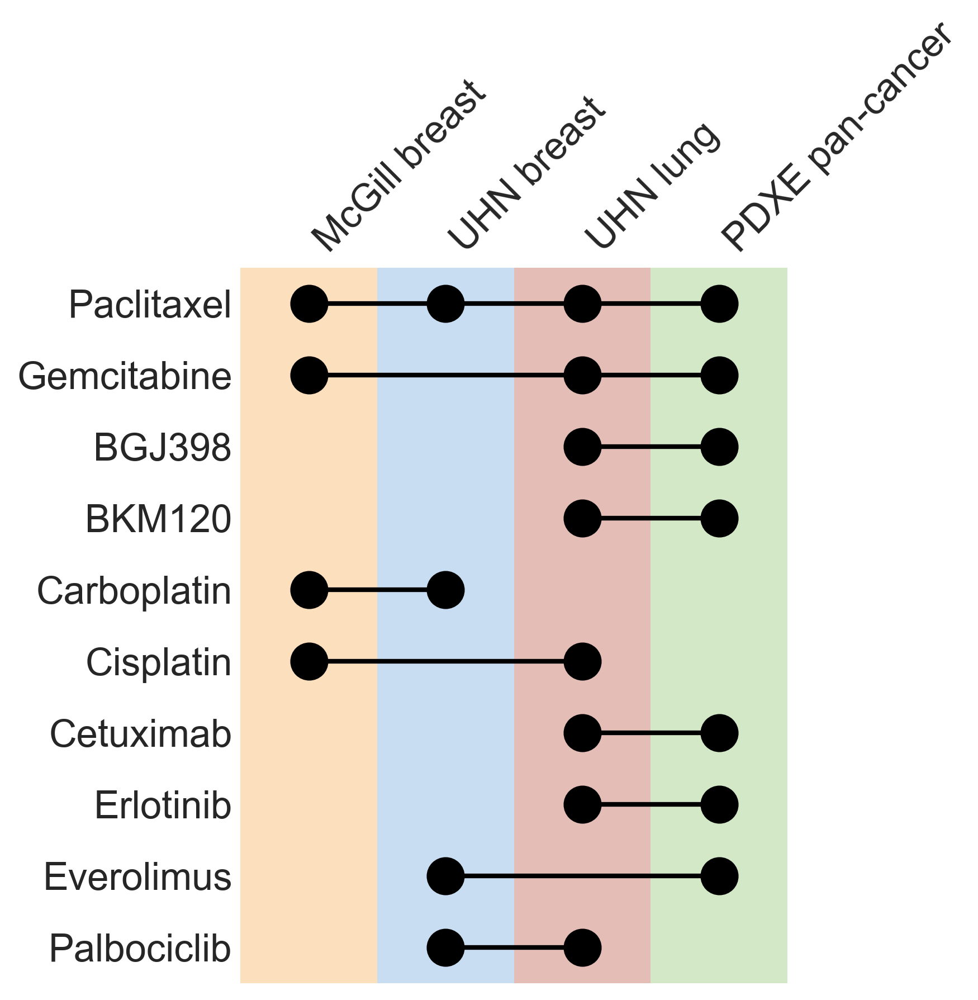 McGill breast
UHN breast
UHN lung
PDXE pan-cancer
Paclitaxel
Gemcitabine
BGJ398
BKM120
Carboplatin
Cisplatin
Cetuximab
Erlotinib
Everolimus
Palbociclib